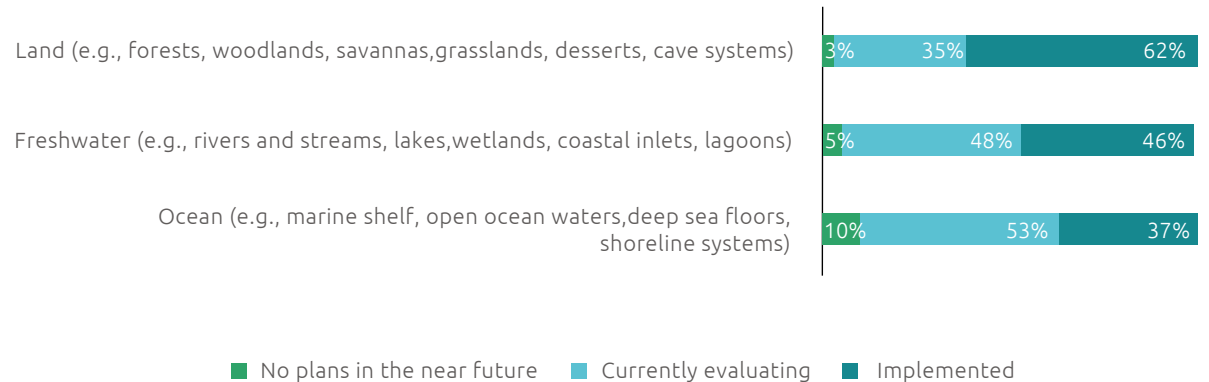 Land (e.g., forests, woodlands, savannas,grasslands, desserts, cave systems) 3% 35% 62%
Freshwater (e.g., rivers and streams, lakes,wetlands, coastal inlets, lagoons) 5% 48% 46%
Ocean (e.g., marine shelf, open ocean waters,deep sea floors,
shoreline systems) 10% 53% 37%
No plans in the near future Currently evaluating Implemented